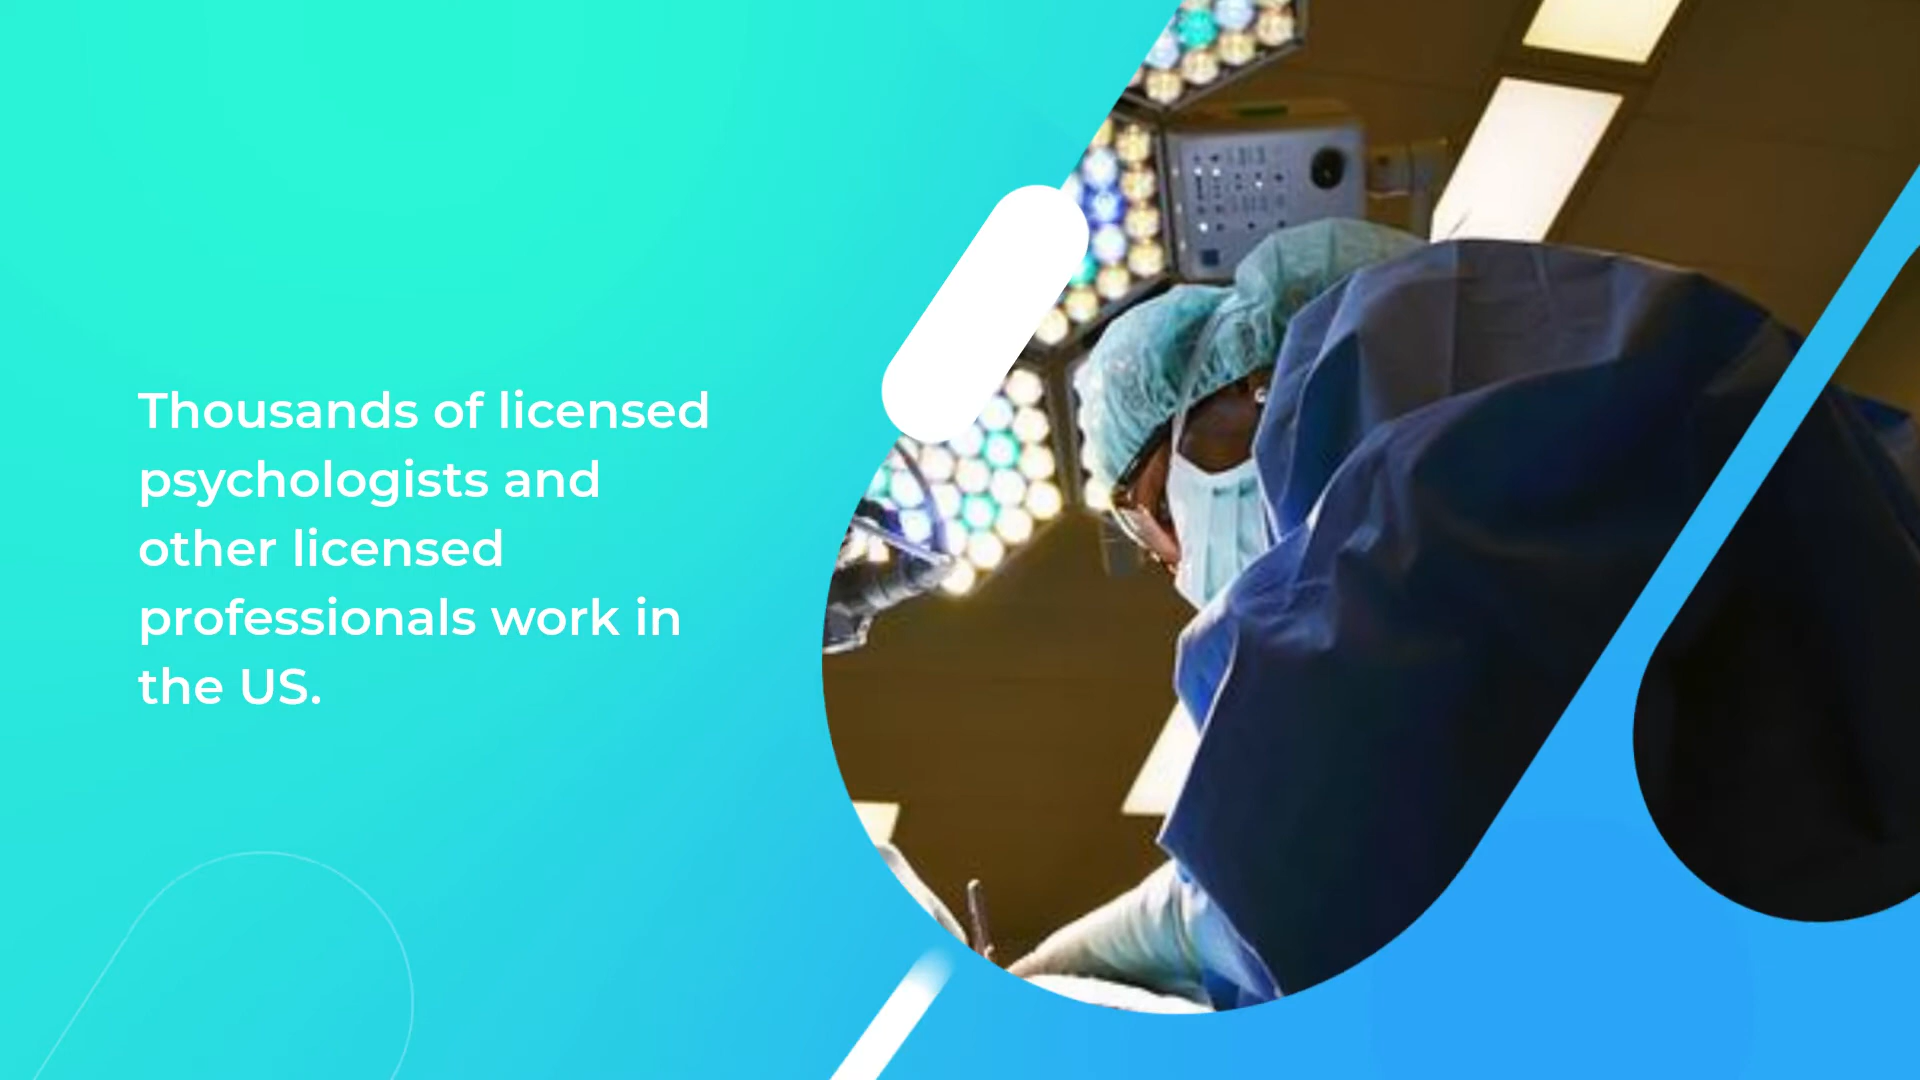 Thousands of licensed
psychologists and
other licensed
professionals work in
the US.